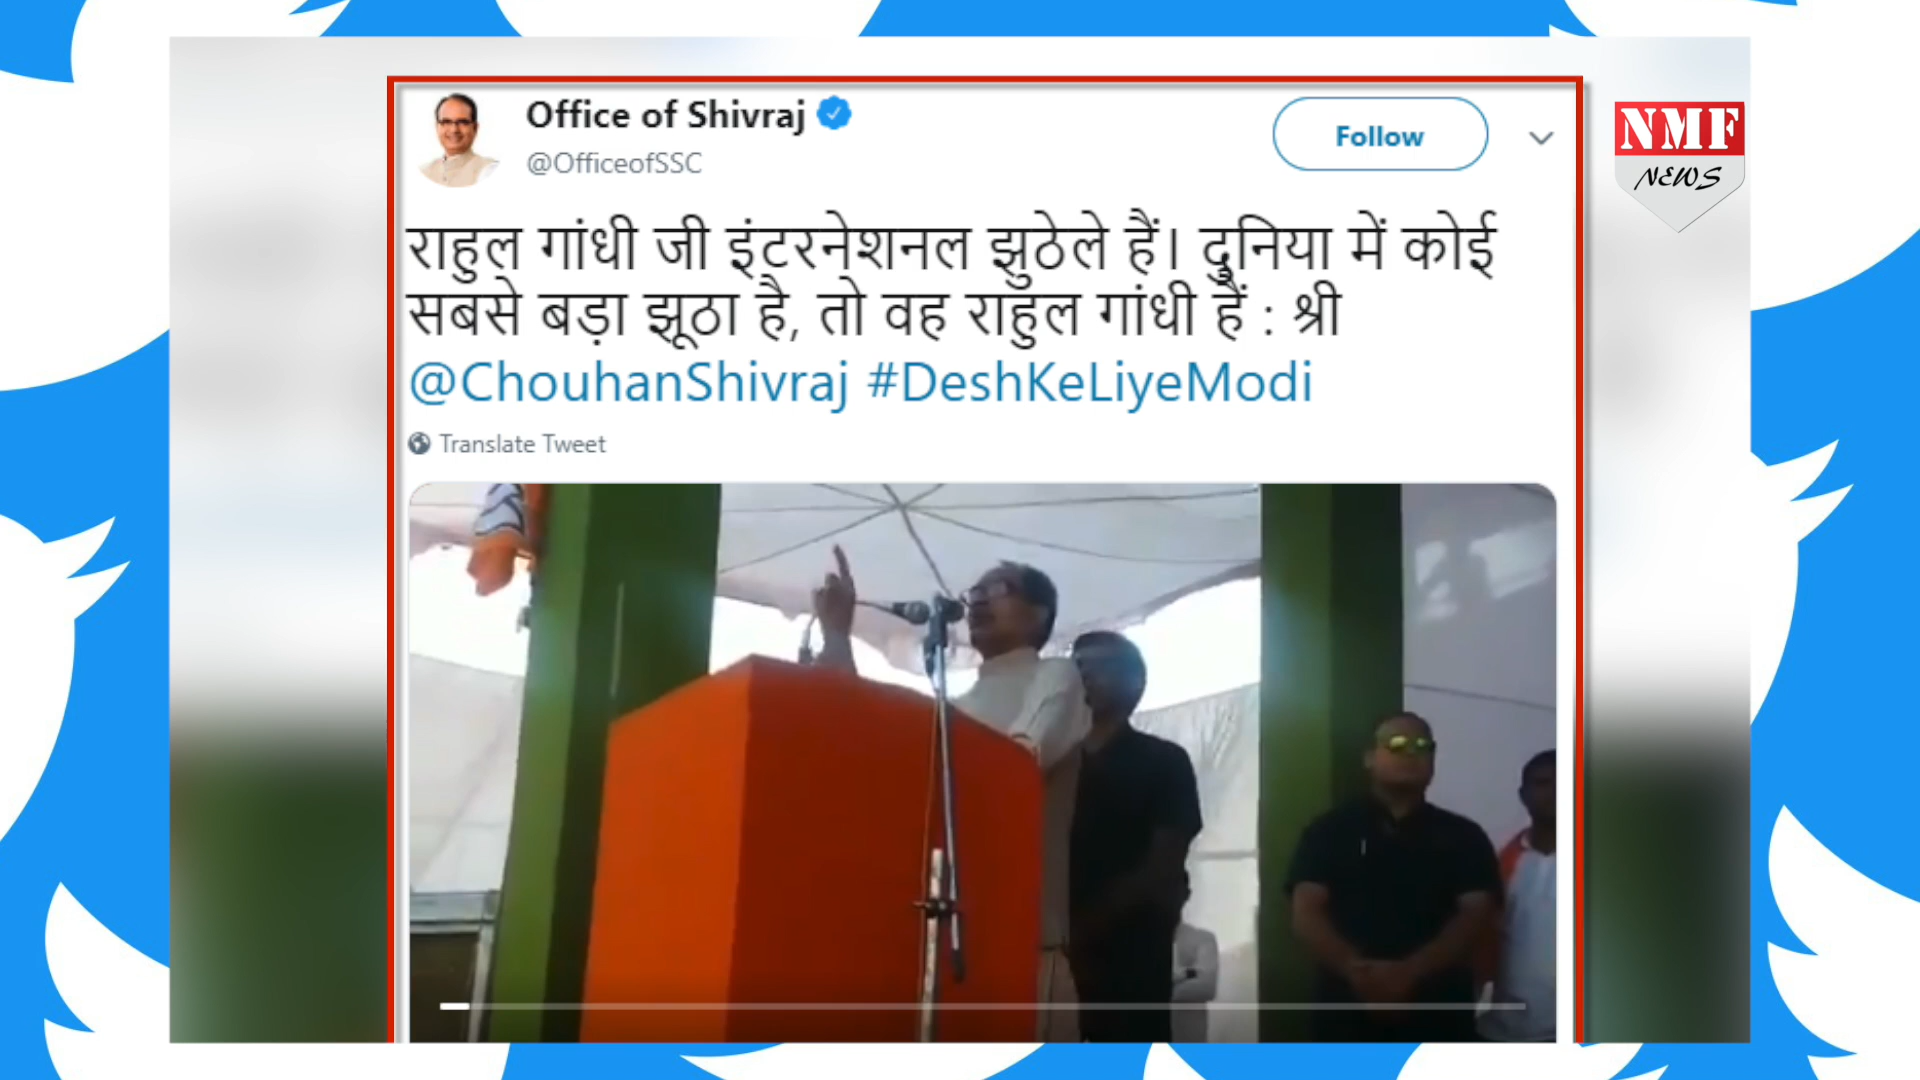 Office of Shivraj
@OfficeofSSC
Follow
NMF
NEWS
राहुल गांधी जी इंटरनेशनल झुठेले हैं। दुनिया में कोई
सबसे बड़ा झूठा है, तो वह राहुल गांधी हैं : श्री
@ChouhanShivraj #DeshKeLiyeModi
Translate Tweet